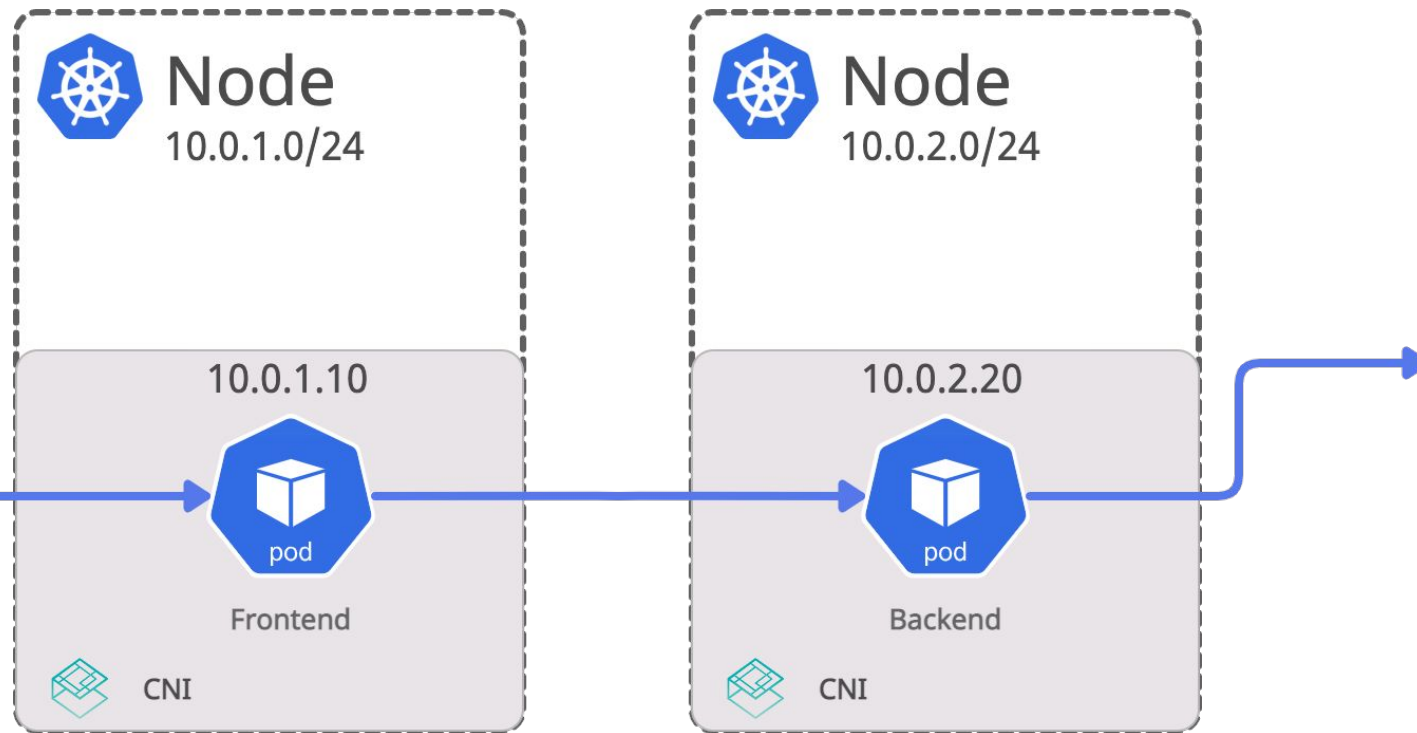 Node
10.0.1.0/24
10.0.1.10
pod
Frontend
CNI
Node
10.0.2.0/24
10.0.2.20
pod
Backend
CNI